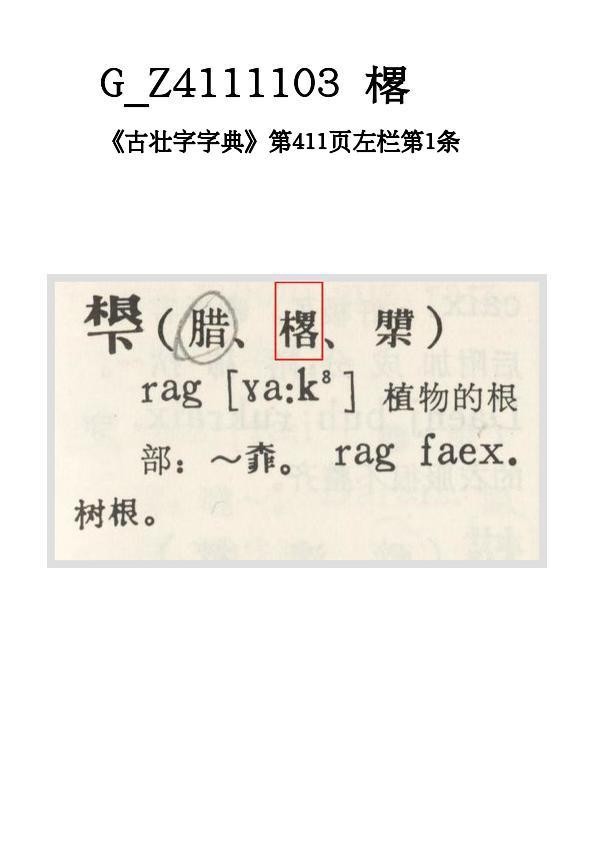 G_Z4111103
《古壮字字典》第411页左栏第1条
(腊、、)
rag [ɣa:k⁸] 植物的根
部：～。 rag faex.
树根。